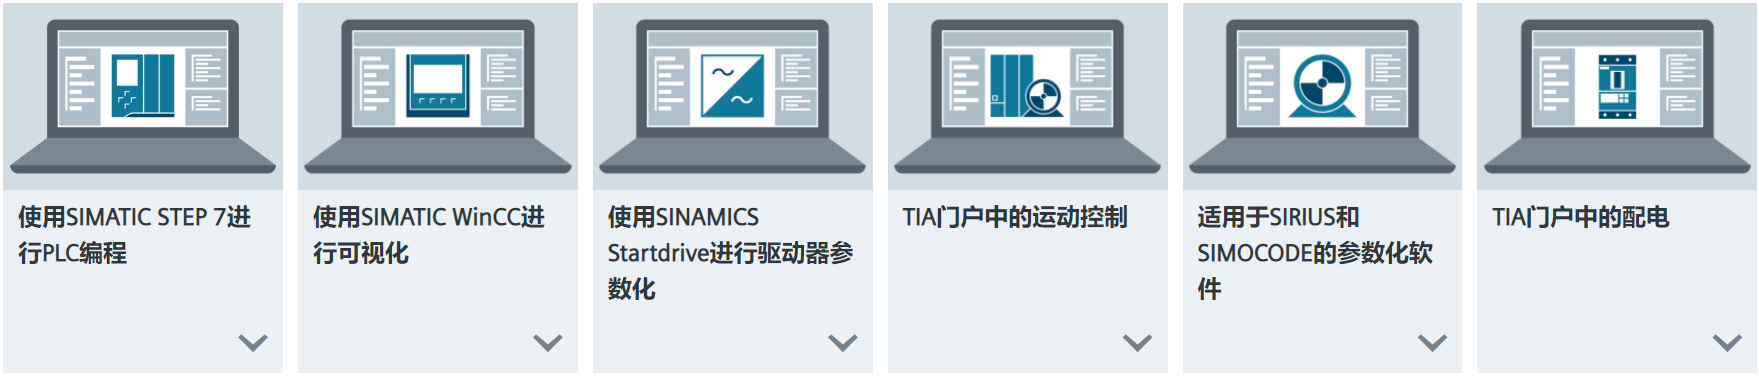 使用SIMATIC STEP 7进
行PLC编程
使用SIMATIC WinCC进
行可视化
使用SINAMICS
Startdrive进行驱动器参
数化
TIA门户中的运动控制
适用于SIRIUS和
SIMOCODE的参数化软
件
TIA门户中的配电